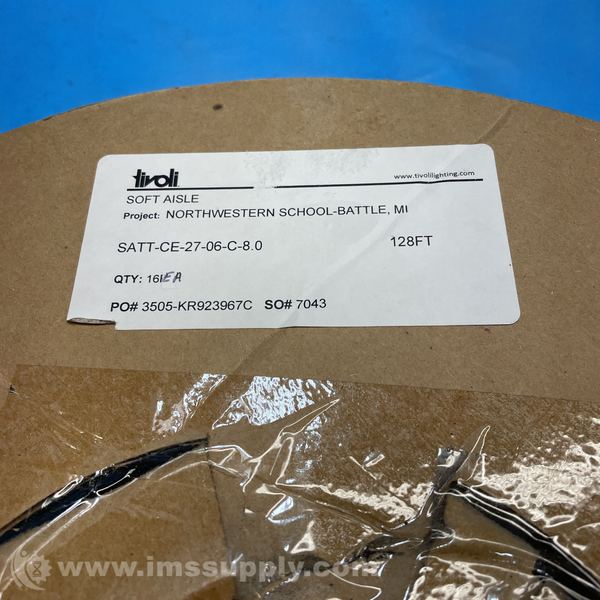 tivoli
www.tivolilighting.com
SOFT AISLE
Project: NORTHWESTERN SCHOOL-BATTLE, MI
SATT-CE-27-06-C-8.0 128FT
QTY: 16 EA
PO# 3505-KR923967C SO# 7043
www.imssupply.com